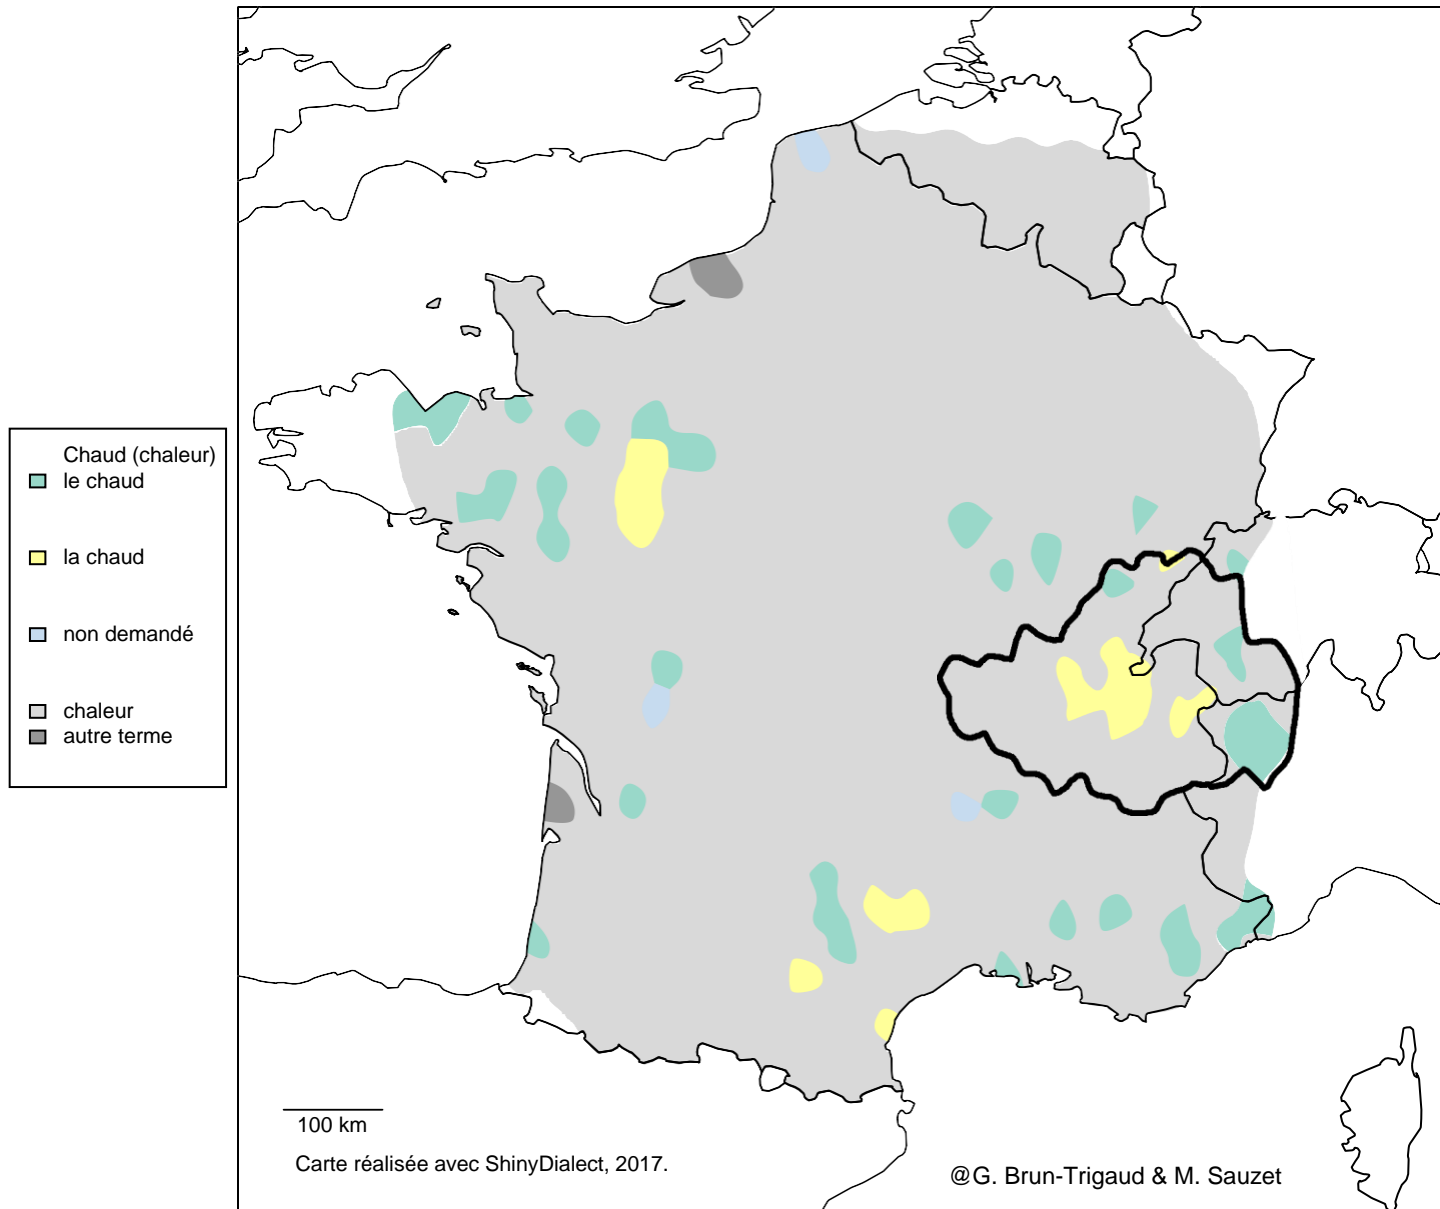 Chaud (chaleur)
le chaud
la chaud
non demandé
chaleur
autre terme
100 km
Carte réalisée avec ShinyDialect, 2017.
@G. Brun-Trigaud & M. Sauzet